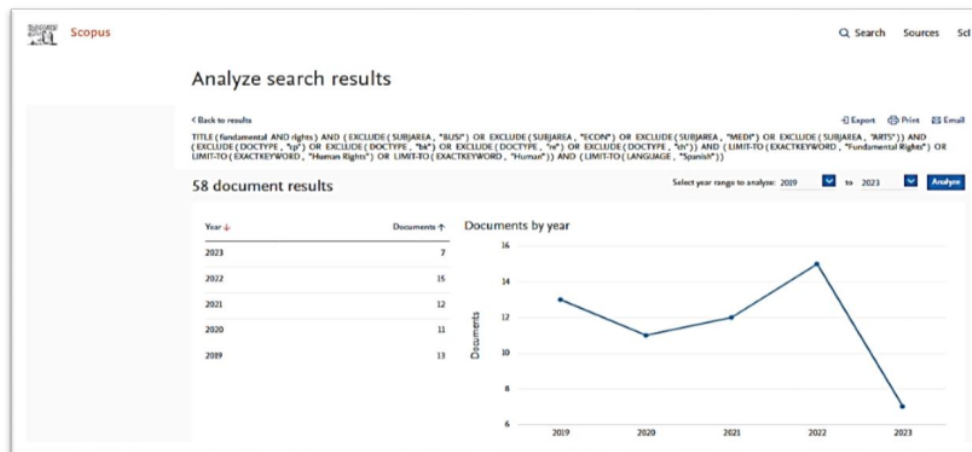 Scopus
Search Sources Scl
Analyze search results
< Back to results
Export Print Email
TITLE (fundamental AND rights) AND (EXCLUDE (SUBJAREA, "BUSI") OR EXCLUDE (SUBJAREA, "ECON") OR EXCLUDE (SUBJAREA, "MEDI") OR EXCLUDE (SUBJAREA, "ARTS")) AND
(EXCLUDE (DOCTYPE, "cp") OR EXCLUDE (DOCTYPE, "bk") OR EXCLUDE (DOCTYPE, "re") OR EXCLUDE (DOCTYPE, "ch")) AND (LIMIT-TO (EXACTKEYWORD, "Fundamental Rights") OR
LIMIT-TO (EXACTKEYWORD, "Human Rights") OR LIMIT-TO (EXACTKEYWORD, "Human")) AND (LIMIT-TO (LANGUAGE, "Spanish"))
58 document results
Select year range to analyze: 2019 to 2023 Analyze
Year Documents
2023 7
2022 15
2021 12
2020 11
2019 13
Documents by year
Documents
16
14
12
10
8
6
2019 2020 2021 2022 2023